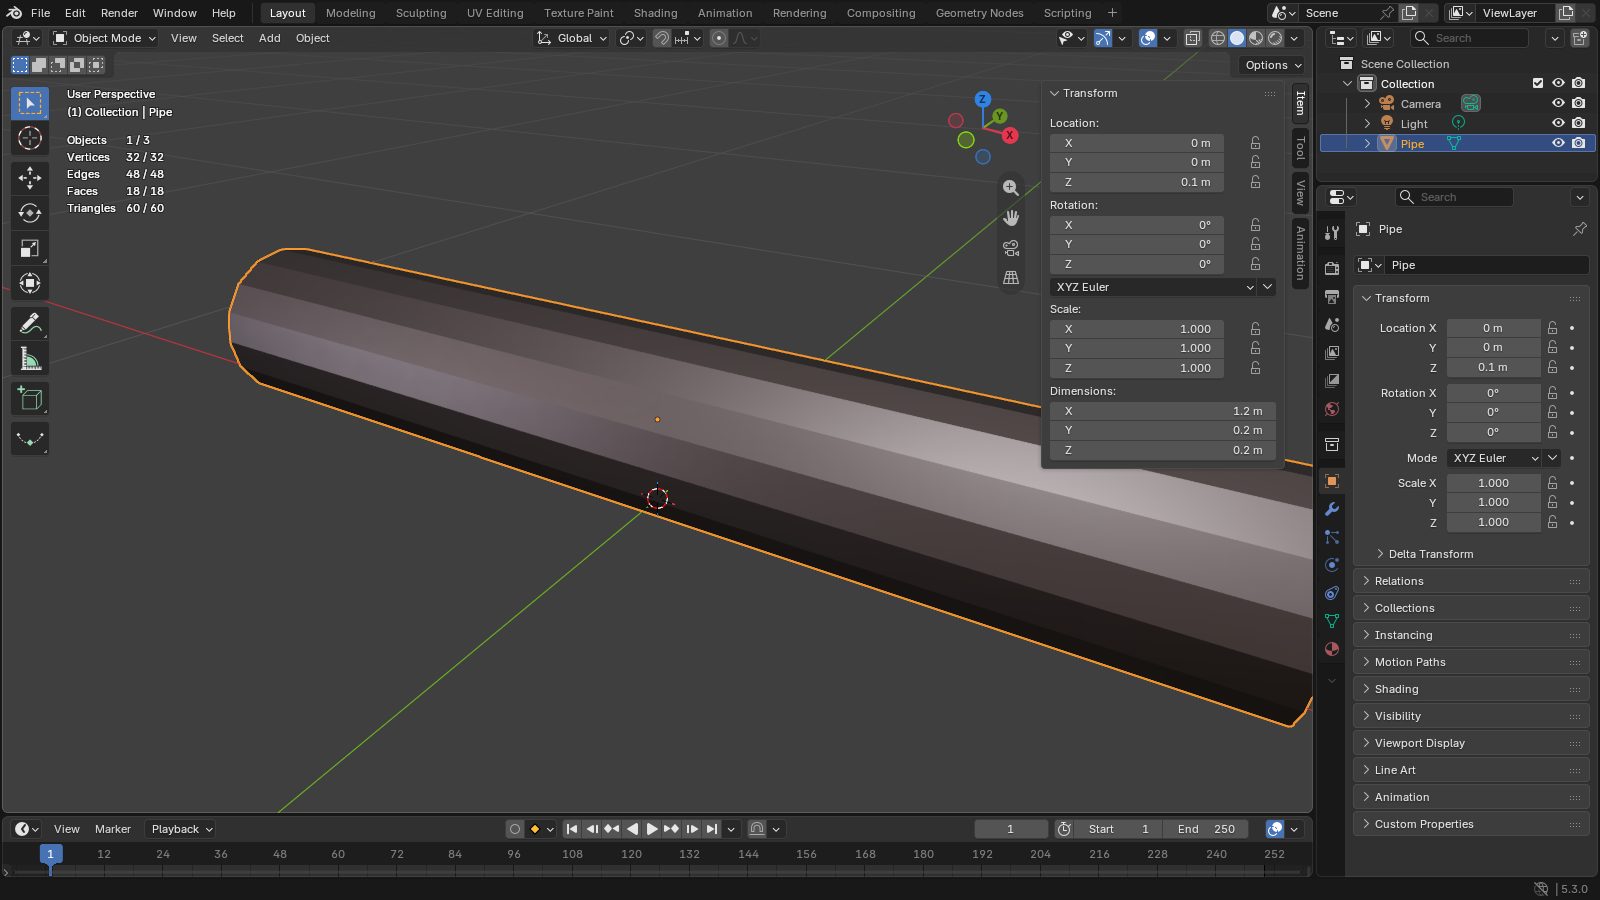 File Edit Render Window Help Layout Modeling Sculpting UV Editing Texture Paint Shading Animation Rendering Compositing Geometry Nodes Scripting + Scene ViewLayer
Object Mode View Select Add Object Global Search
Options
User Perspective
(1) Collection | Pipe
Objects 1 / 3
Vertices 32 / 32
Edges 48 / 48
Faces 18 / 18
Triangles 60 / 60
Z
Y
X
Transform
Location:
X 0 m
Y 0 m
Z 0.1 m
Rotation:
X 0°
Y 0°
Z 0°
XYZ Euler
Scale:
X 1.000
Y 1.000
Z 1.000
Dimensions:
X 1.2 m
Y 0.2 m
Z 0.2 m
Item
Tool
View
Animation
Scene Collection
Collection
Camera
Light
Pipe
Search
Pipe
Pipe
Transform
Location X 0 m
Y 0 m
Z 0.1 m
Rotation X 0°
Y 0°
Z 0°
Mode XYZ Euler
Scale X 1.000
Y 1.000
Z 1.000
Delta Transform
Relations
Collections
Instancing
Motion Paths
Shading
Visibility
Viewport Display
Line Art
Animation
Custom Properties
View Marker Playback 1 Start 1 End 250
1 12 24 36 48 60 72 84 96 108 120 132 144 156 168 180 192 204 216 228 240 252
5.3.0